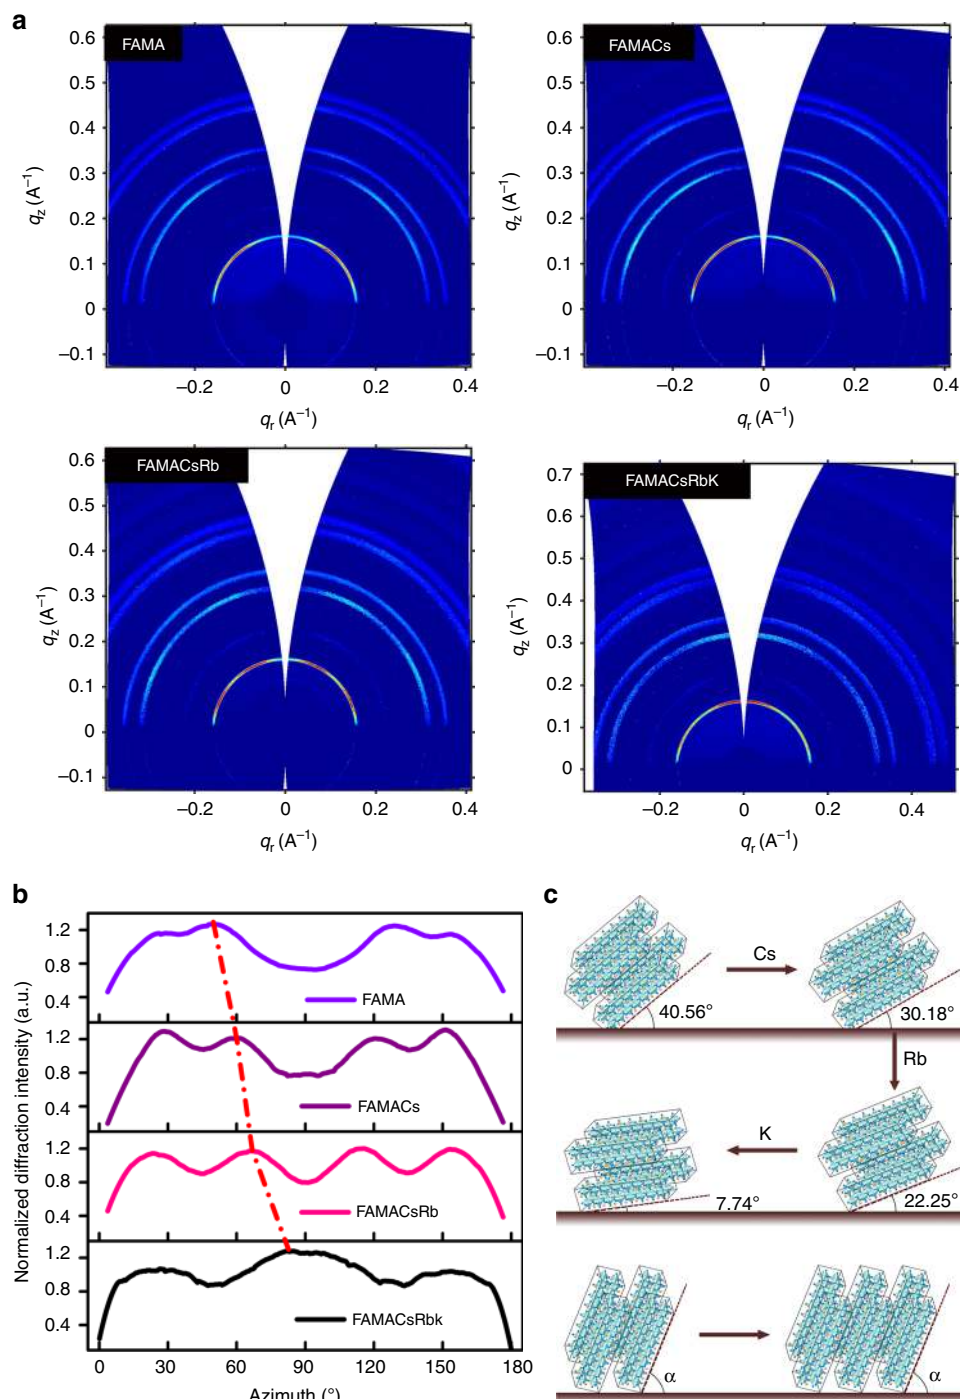 a
FAMA
0.6
0.5
0.4
0.3
0.2
0.1
0
–0.1
qz (A−1)
–0.2 0 0.2 0.4
qr (A−1)
FAMACs
0.6
0.5
0.4
0.3
0.2
0.1
0
–0.1
qz (A−1)
–0.2 0 0.2 0.4
qr (A−1)
FAMACsRb
0.6
0.5
0.4
0.3
0.2
0.1
0
–0.1
qz (A−1)
–0.2 0 0.2 0.4
qr (A−1)
FAMACsRbK
0.7
0.6
0.5
0.4
0.3
0.2
0.1
0
qz (A−1)
–0.2 0 0.2 0.4
qr (A−1)
b
Normalized diffraction intensity (a.u.)
1.2
0.8
0.4
FAMA
1.2
0.8
0.4
FAMACs
1.2
0.8
0.4
FAMACsRb
1.2
0.8
0.4
FAMACsRbk
0 30 60 90 120 150 180
Azimuth (°)
c
Cs
40.56°
30.18°
Rb
K
7.74°
22.25°
α
α